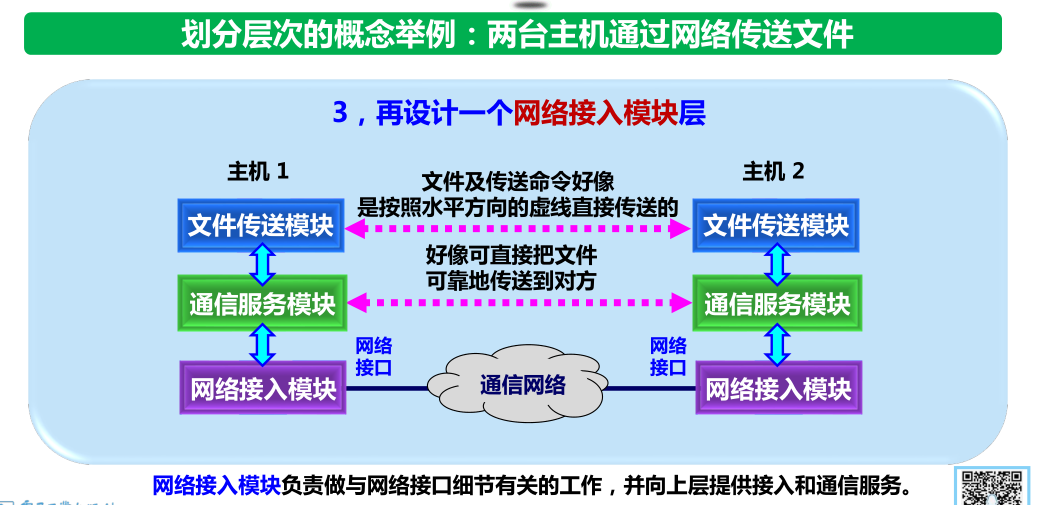 划分层次的概念举例：两台主机通过网络传送文件
3，再设计一个网络接入模块层
主机 1
主机 2
文件及传送命令好像
是按照水平方向的虚线直接传送的
文件传送模块
文件传送模块
好像可直接把文件
可靠地传送到对方
通信服务模块
通信服务模块
网络
接口
网络
接口
网络接入模块
通信网络
网络接入模块
网络接入模块负责做与网络接口细节有关的工作，并向上层提供接入和通信服务。